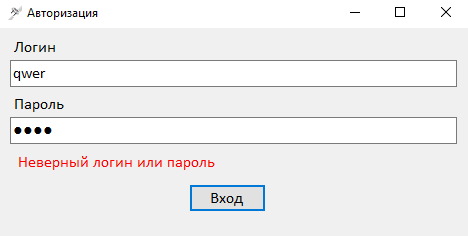 Авторизация
Логин
qwer
Пароль
●●●●
Неверный логин или пароль
Вход